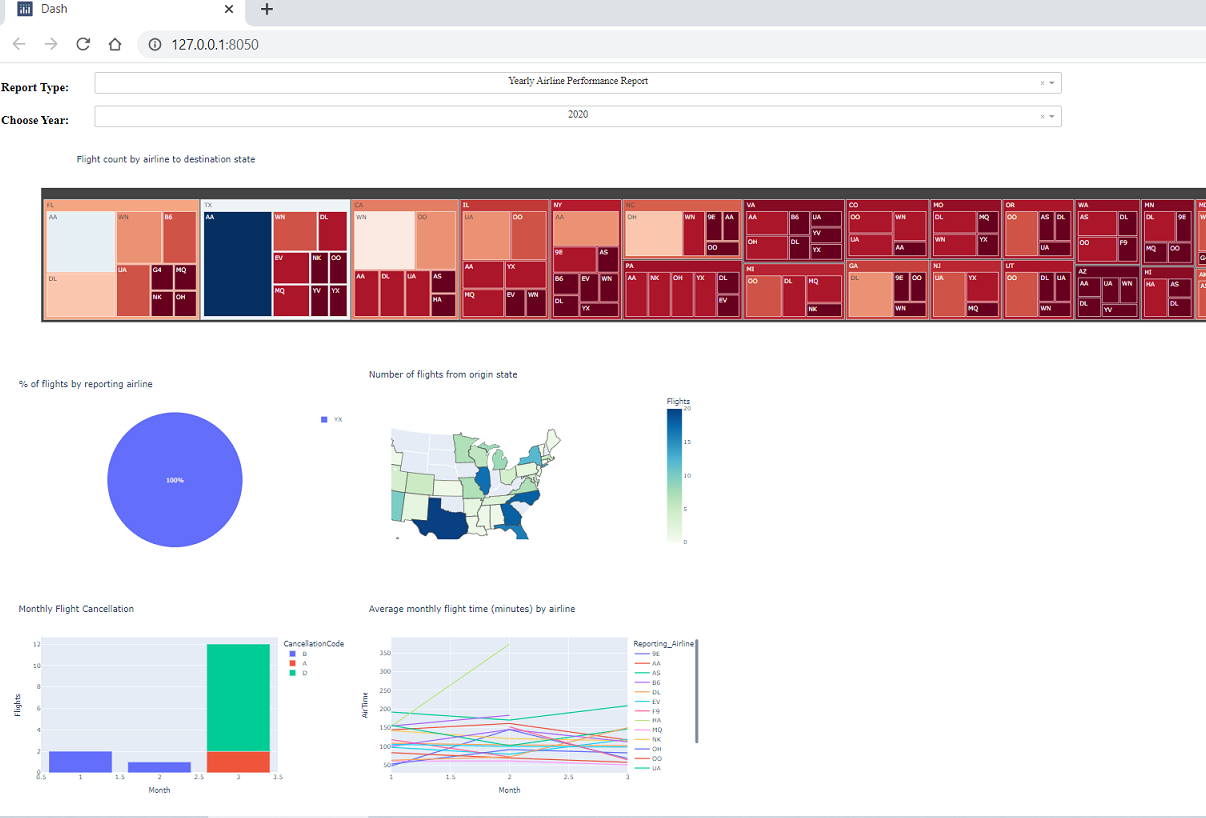 Dash
127.0.0.1:8050
Report Type:
Yearly Airline Performance Report
Choose Year:
2020
Flight count by airline to destination state
FL
AA
WN
B6
DL
UA
G4
MQ
NK
OH
TX
AA
WN
DL
EV
NK
OO
MQ
YV
YX
CA
WN
OO
AA
DL
UA
AS
HA
IL
UA
OO
AA
YX
MQ
EV
WN
NY
AA
9E
AS
B6
EV
WN
DL
YX
NC
OH
WN
9E
AA
OO
PA
AA
NK
OH
YX
DL
EV
VA
AA
B6
UA
YV
OH
DL
YX
MI
OO
DL
MQ
NK
CO
OO
WN
UA
AA
GA
DL
9E
OO
WN
MO
DL
MQ
WN
YX
NJ
UA
YX
MQ
OR
OO
AS
DL
UA
UT
OO
DL
UA
WN
WA
AS
DL
OO
F9
AZ
AA
UA
WN
DL
YV
MN
DL
9E
MQ
OO
HI
HA
AS
DL
% of flights by reporting airline
100%
YX
Number of flights from origin state
Flights
20
15
10
5
0
Monthly Flight Cancellation
Flights
12
10
8
6
4
2
0
0.5 1 1.5 2 2.5 3 3.5
Month
CancellationCode
B
A
D
Average monthly flight time (minutes) by airline
AirTime
350
300
250
200
150
100
50
1 1.5 2 2.5 3
Month
Reporting_Airline
9E
AA
AS
B6
DL
EV
F9
HA
MQ
NK
OH
OO
UA